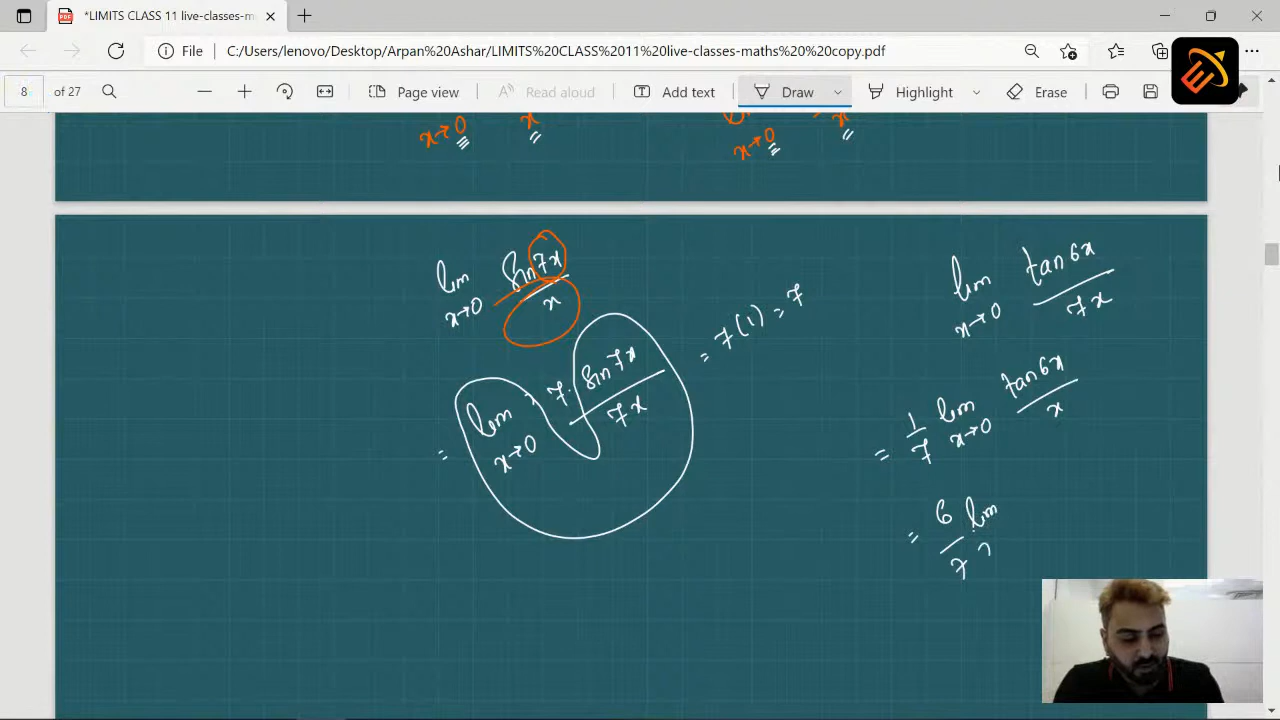 *LIMITS CLASS 11 live-classes-m
File C:/Users/lenovo/Desktop/Arpan%20Ashar/LIMITS%20CLASS%2011%20live-classes-maths%20%20copy.pdf
8 of 27 Page view Read aloud Add text Draw Highlight Erase
x→0 x
x→0 x
lim x→0 sin7x / x
= lim x→0 7. sin7x / 7x = 7(1) = 7
lim x→0 tan6x / 7x
= 1/7 lim x→0 tan6x / x
= 6/7 lim